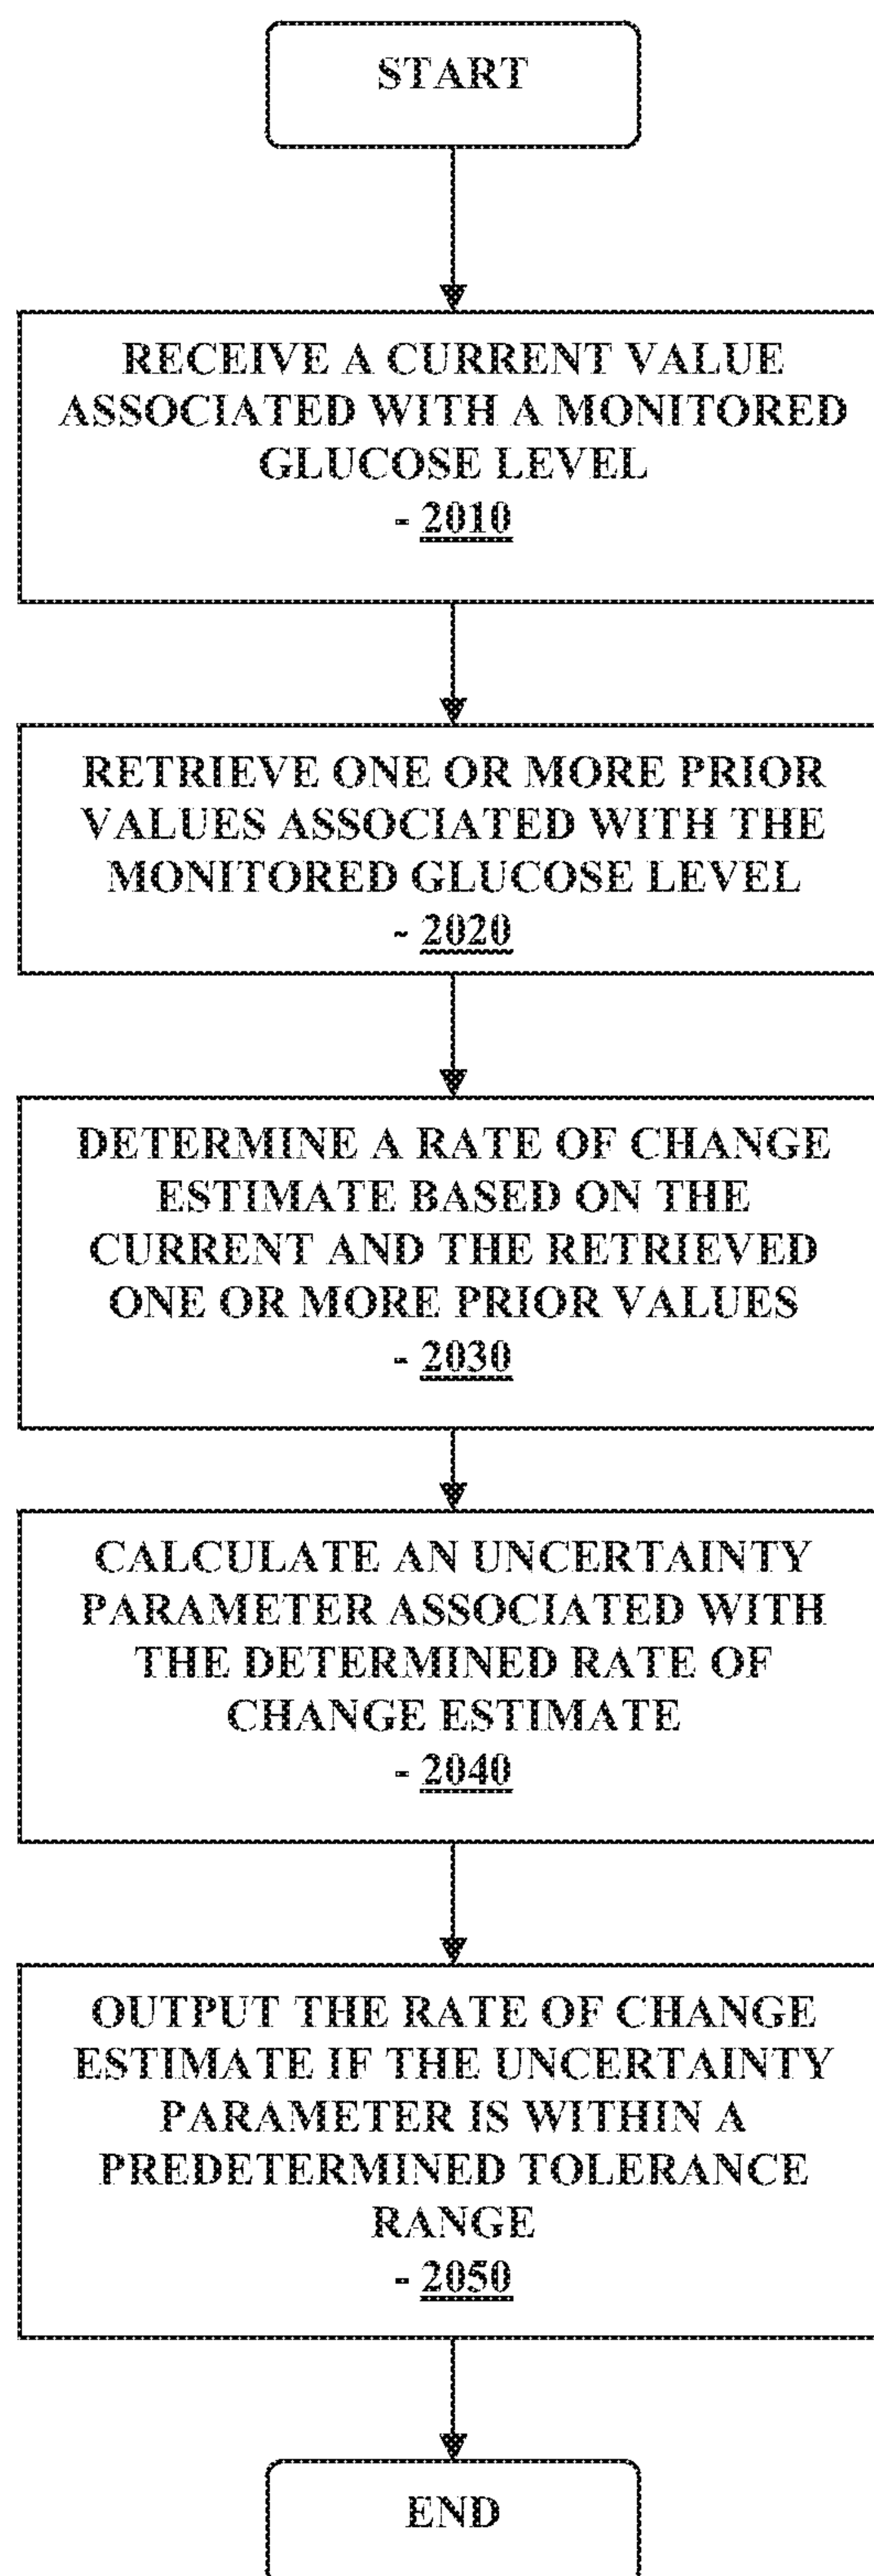 START
RECEIVE A CURRENT VALUE
ASSOCIATED WITH A MONITORED
GLUCOSE LEVEL
- 2010
RETRIEVE ONE OR MORE PRIOR
VALUES ASSOCIATED WITH THE
MONITORED GLUCOSE LEVEL
- 2020
DETERMINE A RATE OF CHANGE
ESTIMATE BASED ON THE
CURRENT AND THE RETRIEVED
ONE OR MORE PRIOR VALUES
- 2030
CALCULATE AN UNCERTAINTY
PARAMETER ASSOCIATED WITH
THE DETERMINED RATE OF
CHANGE ESTIMATE
- 2040
OUTPUT THE RATE OF CHANGE
ESTIMATE IF THE UNCERTAINTY
PARAMETER IS WITHIN A
PREDETERMINED TOLERANCE
RANGE
- 2050
END